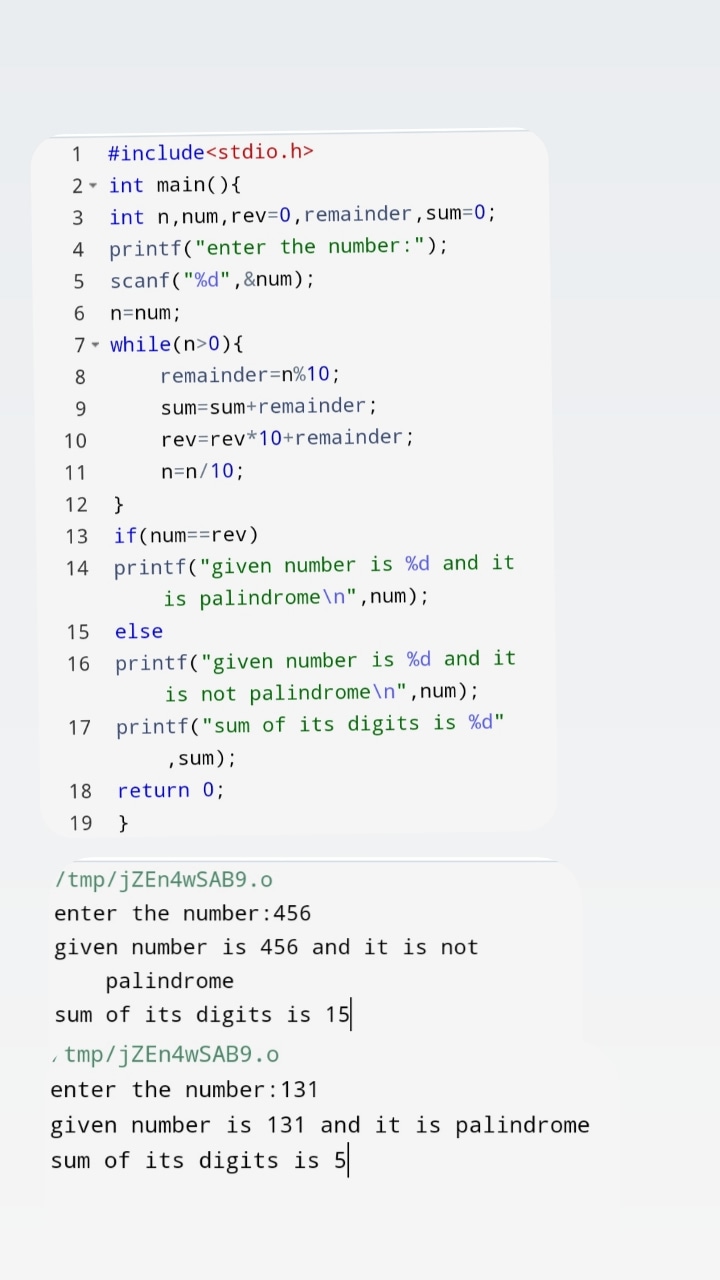 1 #include<stdio.h>
2 int main(){
3 int n,num,rev=0,remainder,sum=0;
4 printf("enter the number:");
5 scanf("%d",&num);
6 n=num;
7 while(n>0){
8 remainder=n%10;
9 sum=sum+remainder;
10 rev=rev*10+remainder;
11 n=n/10;
12 }
13 if(num==rev)
14 printf("given number is %d and it
is palindrome\n",num);
15 else
16 printf("given number is %d and it
is not palindrome\n",num);
17 printf("sum of its digits is %d"
,sum);
18 return 0;
19 }
/tmp/jZEn4wSAB9.o
enter the number:456
given number is 456 and it is not
palindrome
sum of its digits is 15
/tmp/jZEn4wSAB9.o
enter the number:131
given number is 131 and it is palindrome
sum of its digits is 5